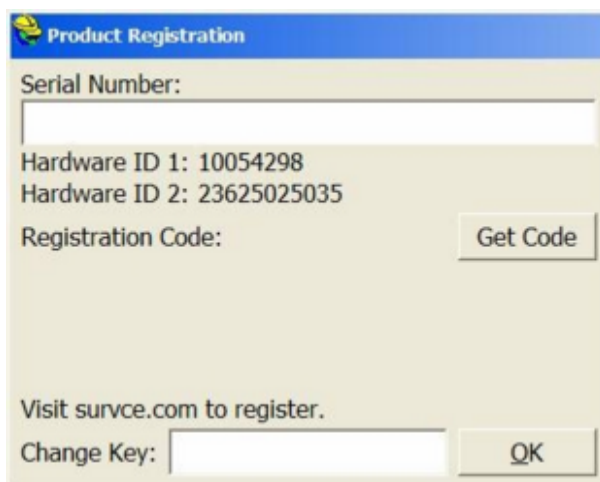 Product Registration
Serial Number:
Hardware ID 1: 10054298
Hardware ID 2: 23625025035
Registration Code:
Get Code
Visit survce.com to register.
Change Key:
OK